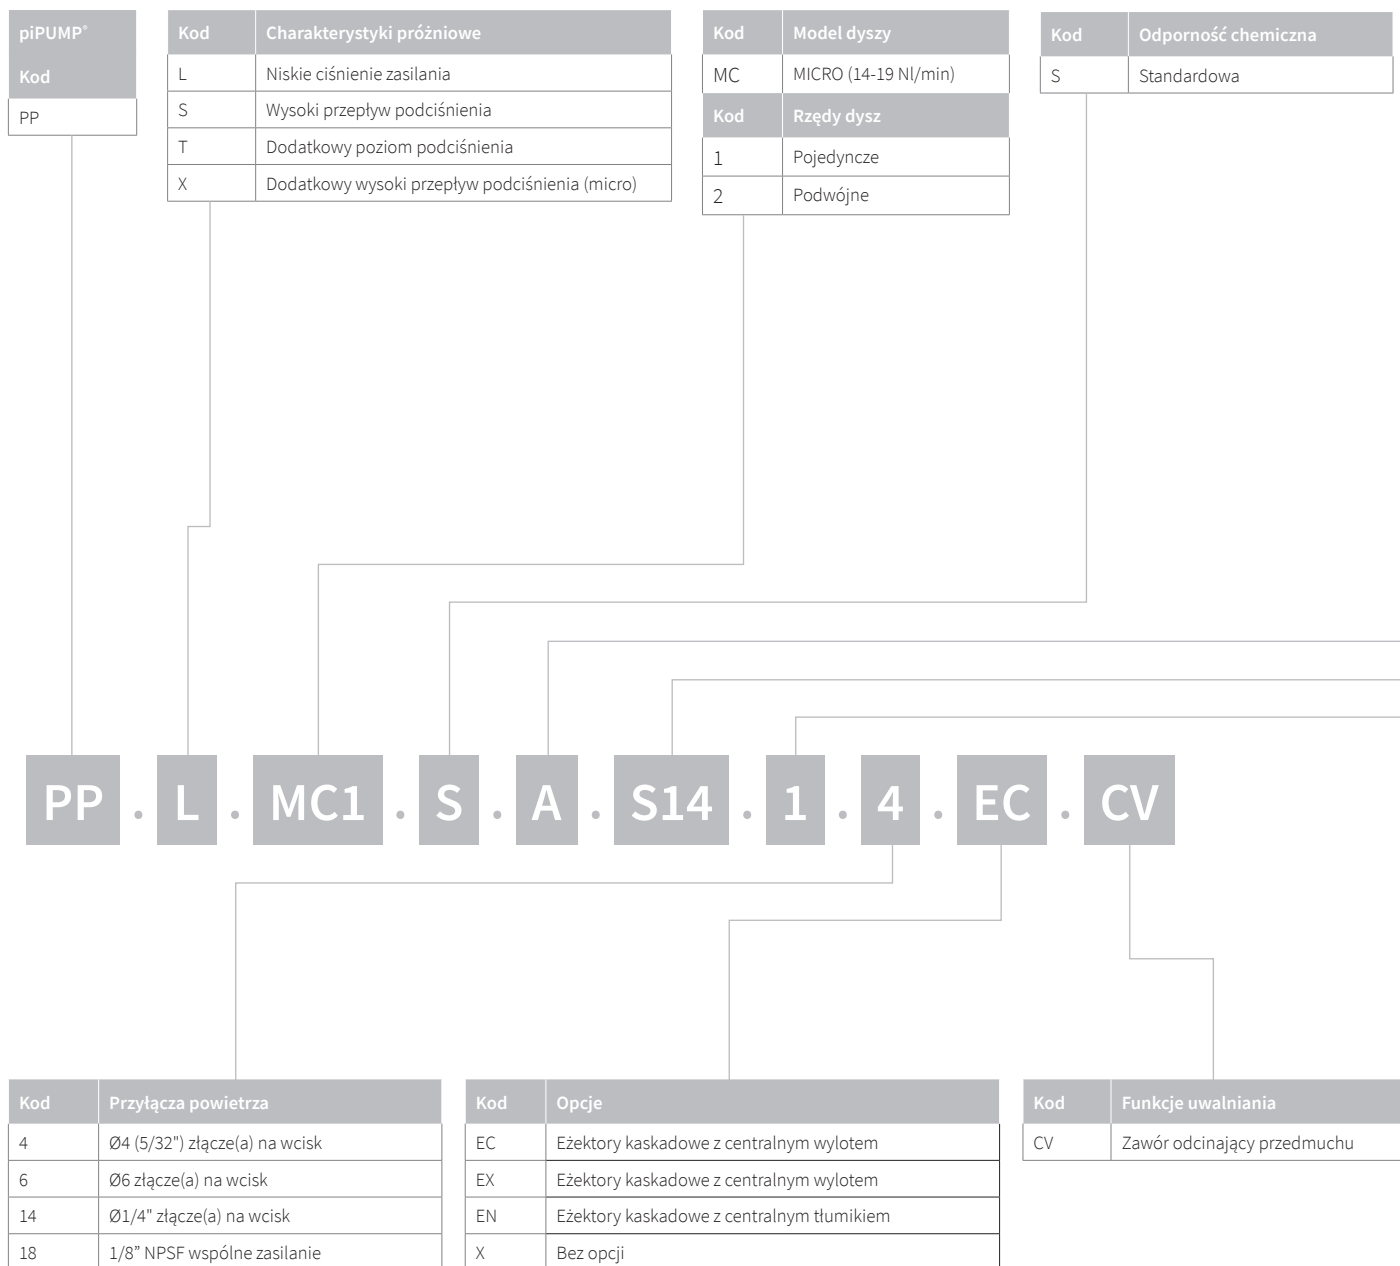 piPUMP®
Kod
PP
Kod Charakterystyki próżniowe
L Niskie ciśnienie zasilania
S Wysoki przepływ podciśnienia
T Dodatkowy poziom podciśnienia
X Dodatkowy wysoki przepływ podciśnienia (micro)
Kod Model dyszy
MC MICRO (14-19 Nl/min)
Kod Rzędy dysz
1 Pojedyncze
2 Podwójne
Kod Odporność chemiczna
S Standardowa
PP . L . MC1 . S . A . S14 . 1 . 4 . EC . CV
Kod Przyłącza powietrza
4 Ø4 (5/32") złącze(a) na wcisk
6 Ø6 złącze(a) na wcisk
14 Ø1/4" złącze(a) na wcisk
18 1/8” NPSF wspólne zasilanie
Kod Opcje
EC Eżektory kaskadowe z centralnym wylotem
EX Eżektory kaskadowe z centralnym wylotem
EN Eżektory kaskadowe z centralnym tłumikiem
X Bez opcji
Kod Funkcje uwalniania
CV Zawór odcinający przedmuchu